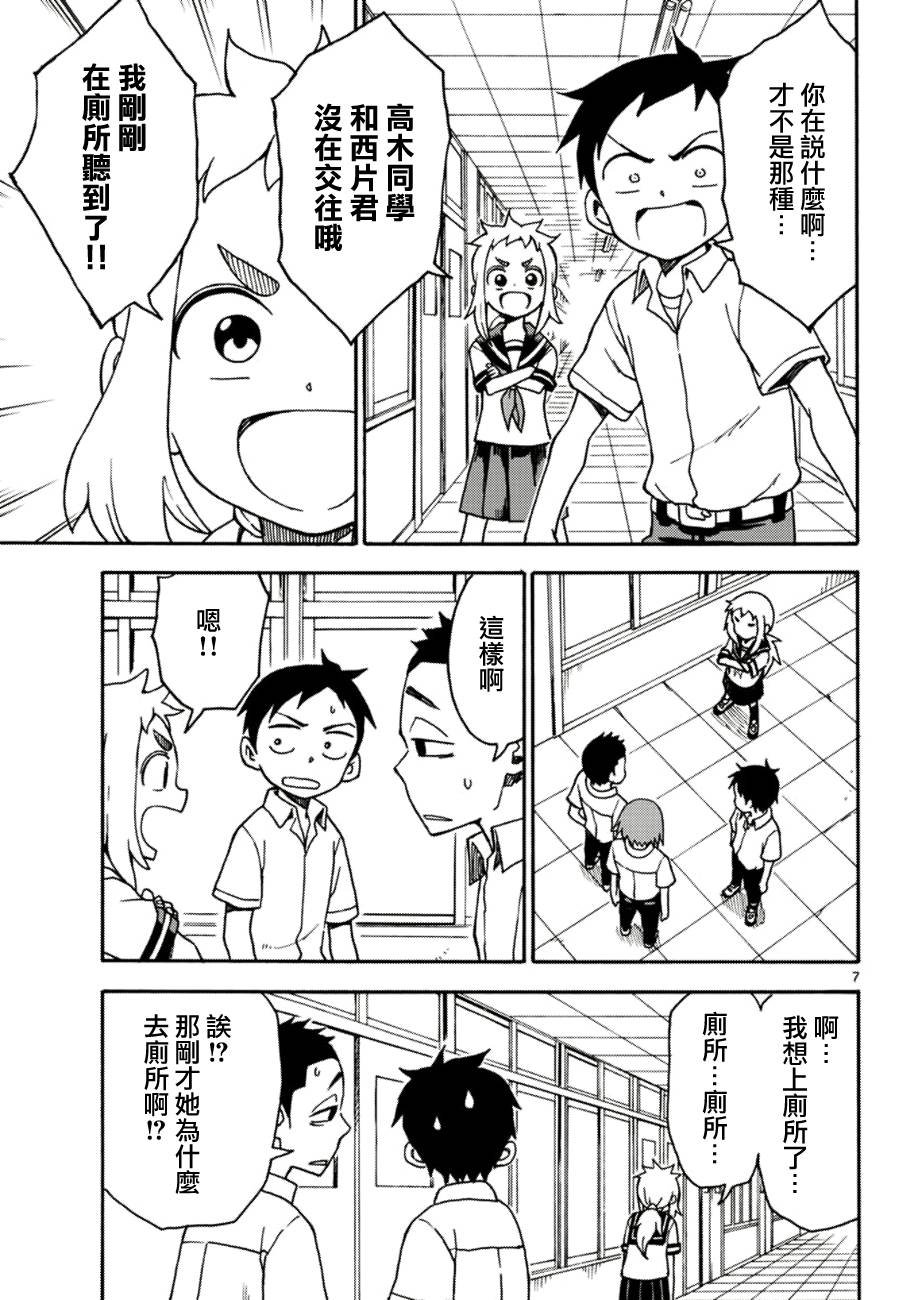 你在説什麼啊…
才不是那種…
高木同學
和西片君
沒在交往哦
我剛剛
在廁所聽到了!!
這樣啊
嗯!!
7
啊…
我想上廁所了…
廁所…廁所…
誒!?
那剛才她為什麼
去廁所啊!?